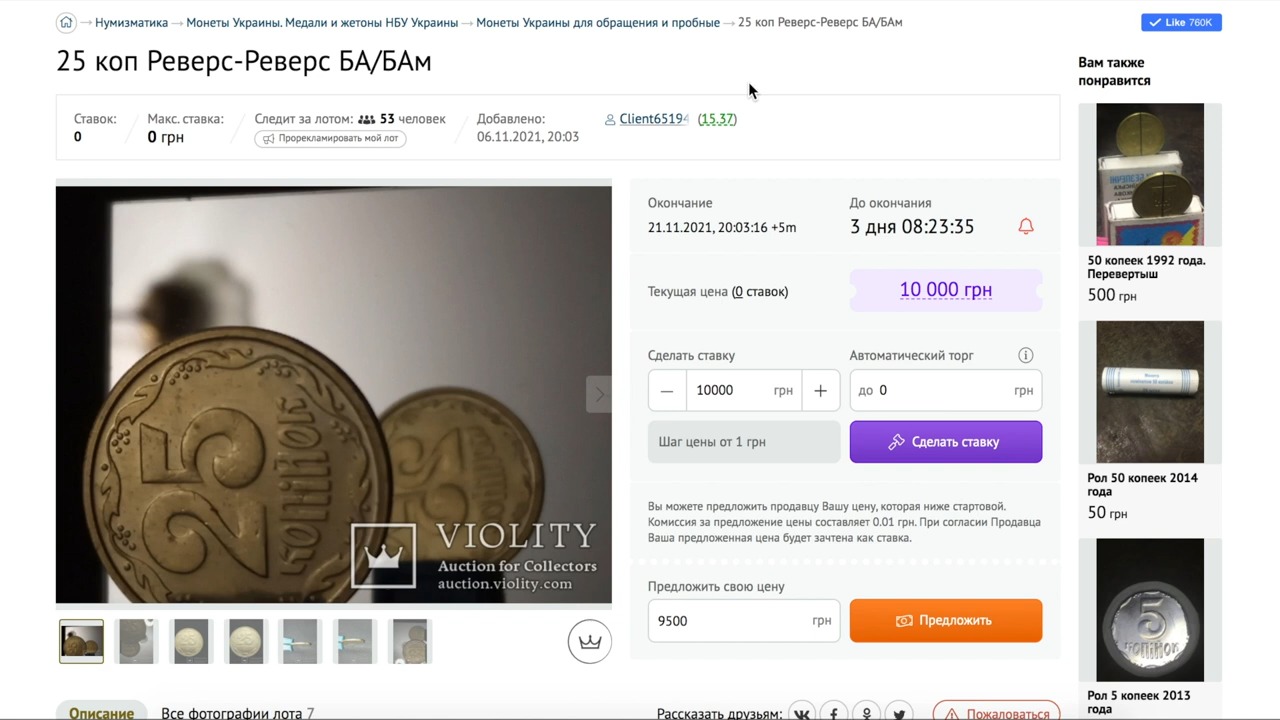 Нумизматика → Монеты Украины. Медали и жетоны НБУ Украины → Монеты Украины для обращения и пробные → 25 коп Реверс-Реверс БА/БАм
Like 760K
25 коп Реверс-Реверс БА/БАм
Ставок:
0
Макс. ставка:
0 грн
Следит за лотом: 53 человек
Прорекламировать мой лот
Добавлено:
06.11.2021, 20:03
Client65194 (15.37)
25
КОПІЙОК
VIOLITY
Auction for Collectors
auction.violity.com
Окончание
21.11.2021, 20:03:16 +5m
До окончания
3 дня 08:23:35
Текущая цена (0 ставок)
10 000 грн
Сделать ставку
— 10000 грн +
Автоматический торг
до 0 грн
Шаг цены от 1 грн
Сделать ставку
Вы можете предложить продавцу Вашу цену, которая ниже стартовой.
Комиссия за предложение цены составляет 0.01 грн. При согласии Продавца
Ваша предложенная цена будет зачтена как ставка.
Предложить свою цену
9500 грн
Предложить
Описание
Все фотографии лота 7
Рассказать друзьям:
Пожаловаться
Вам также
понравится
50 копеек 1992 года.
Перевертыш
500 грн
Рол 50 копеек 2014
года
50 грн
5
КОПІЙОК
Рол 5 копеек 2013
года